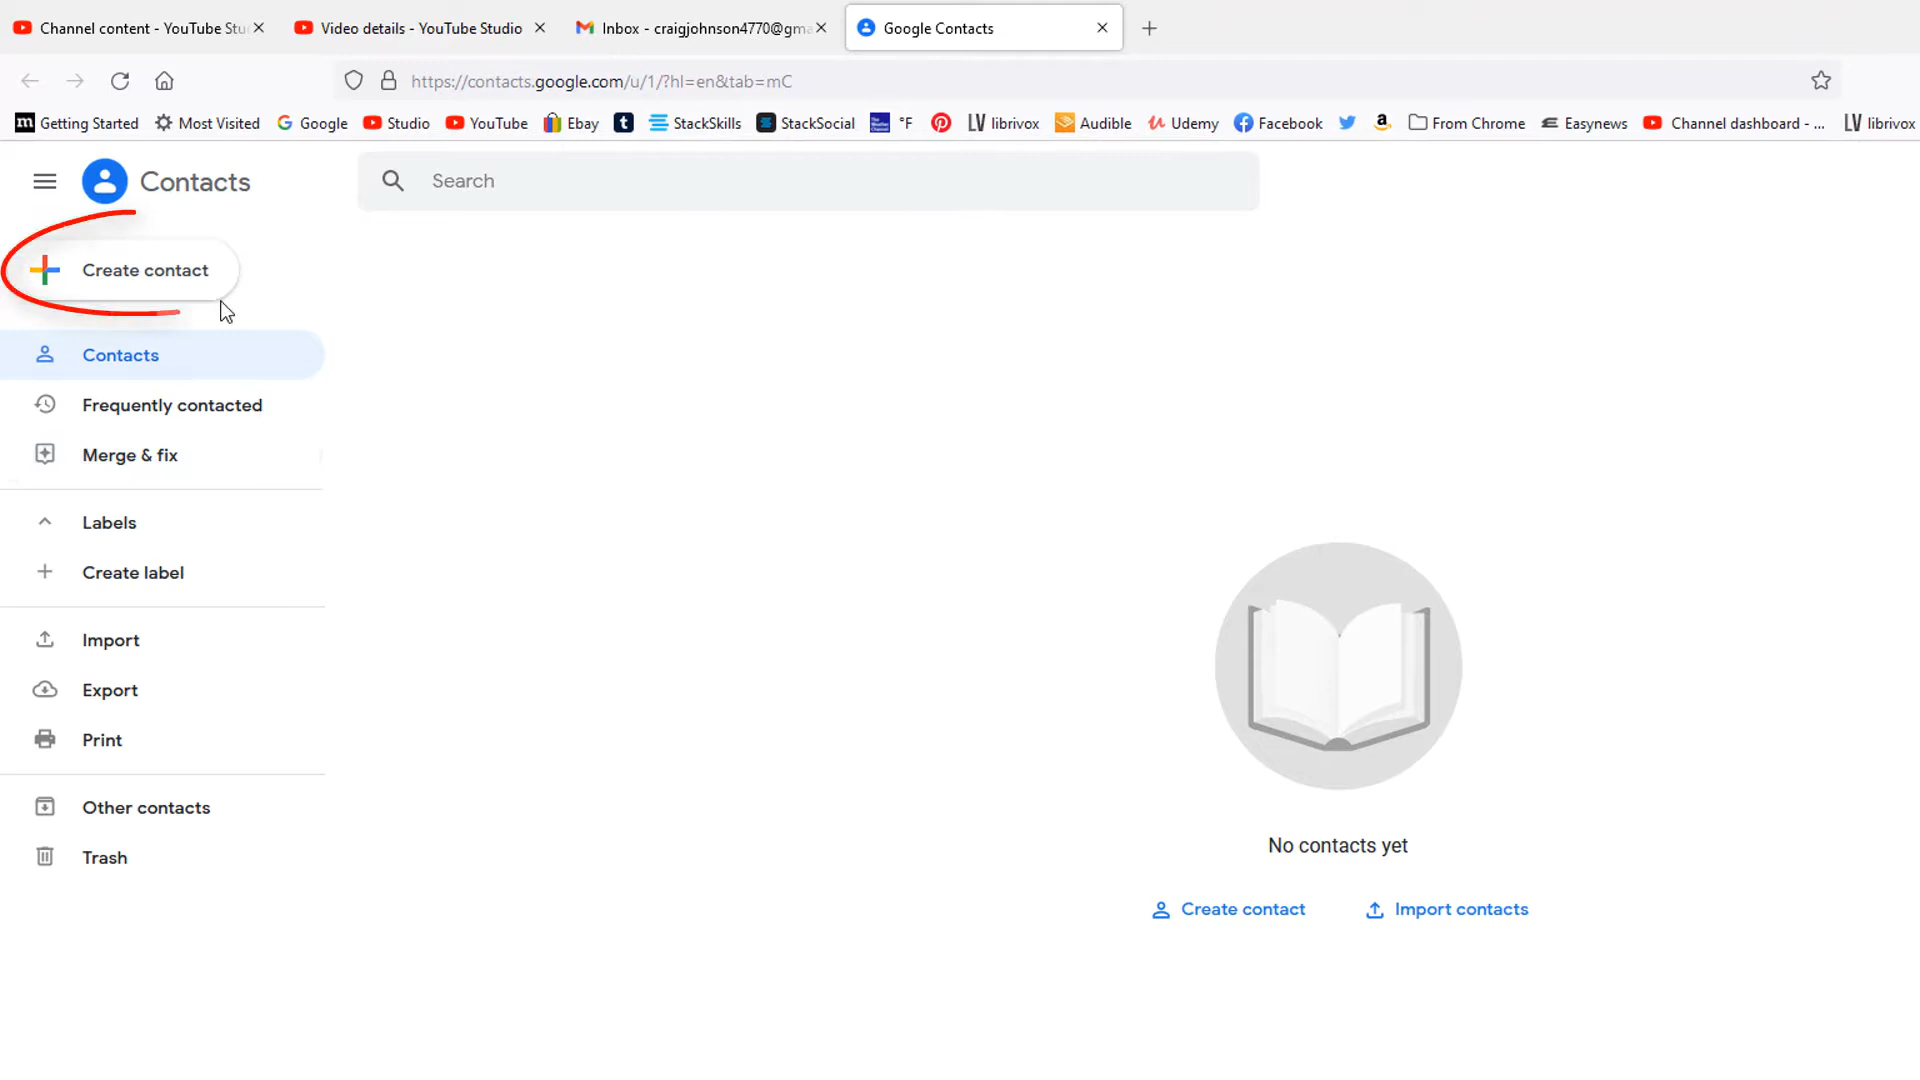 Channel content - YouTube Stu
Video details - YouTube Studio
Inbox - craigjohnson4770@gma
Google Contacts
https://contacts.google.com/u/1/?hl=en&tab=mC
m Getting Started Most Visited Google Studio YouTube Ebay t StackSkills StackSocial °F LV librivox Audible Udemy Facebook a From Chrome Easynews Channel dashboard - ... LV librivox
Contacts
Search
Create contact
Contacts
Frequently contacted
Merge & fix
Labels
Create label
Import
Export
Print
Other contacts
Trash
No contacts yet
Create contact
Import contacts